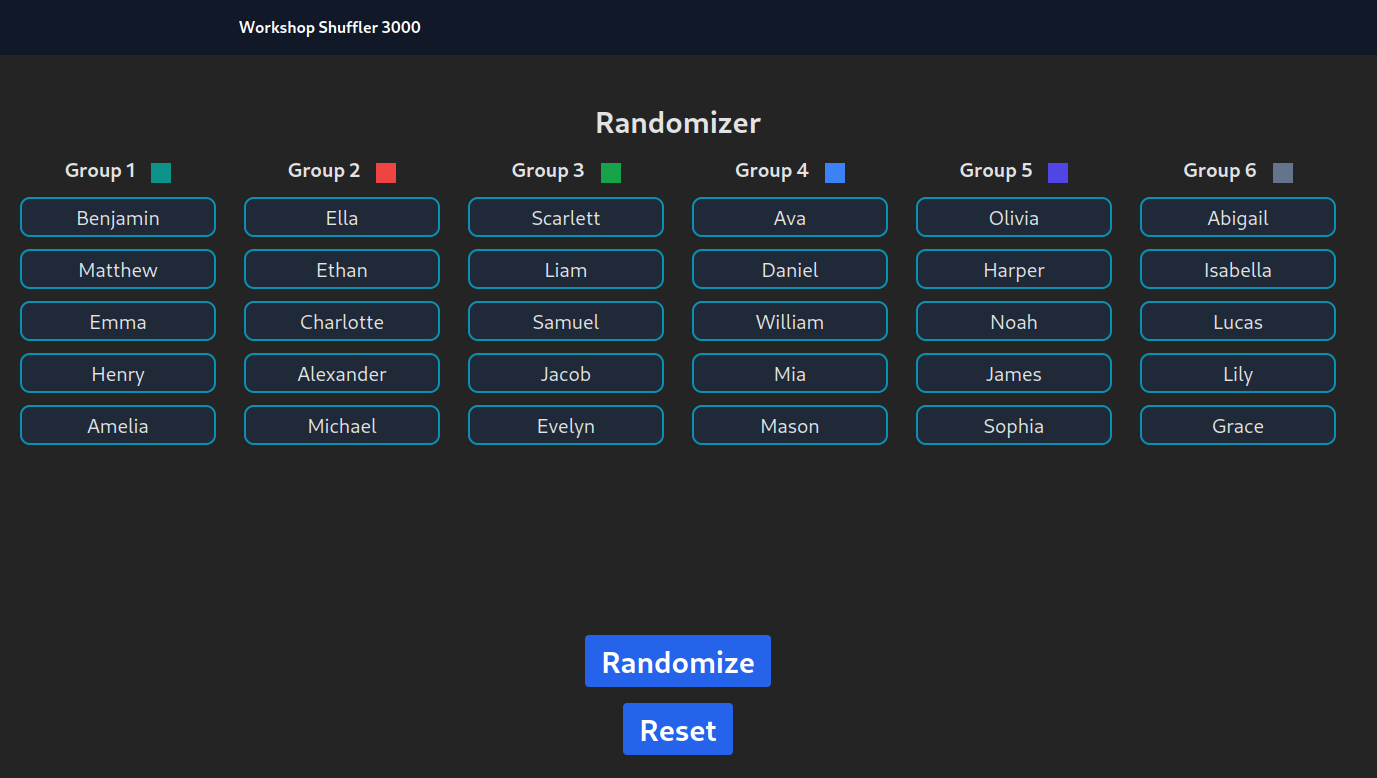 Workshop Shuffler 3000
Randomizer
Group 1 Group 2 Group 3 Group 4 Group 5 Group 6
Benjamin Ella Scarlett Ava Olivia Abigail
Matthew Ethan Liam Daniel Harper Isabella
Emma Charlotte Samuel William Noah Lucas
Henry Alexander Jacob Mia James Lily
Amelia Michael Evelyn Mason Sophia Grace
Randomize
Reset